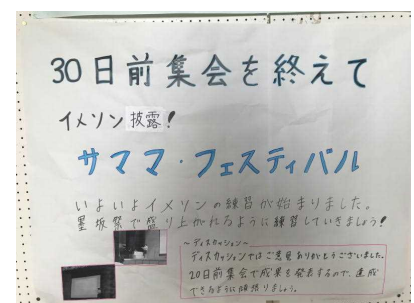 30日前集会を終えて
イメソン披露!
サママ・フェスティバル
いよいよイメソンの練習が始まりました。
星坂祭で盛り上がれるように練習していきましょう!
~ディスカッション~
ディスカッションではご意見ありがとうございました。
20日前集会で成果を発表するので、達成
できるように頑張りましょう。